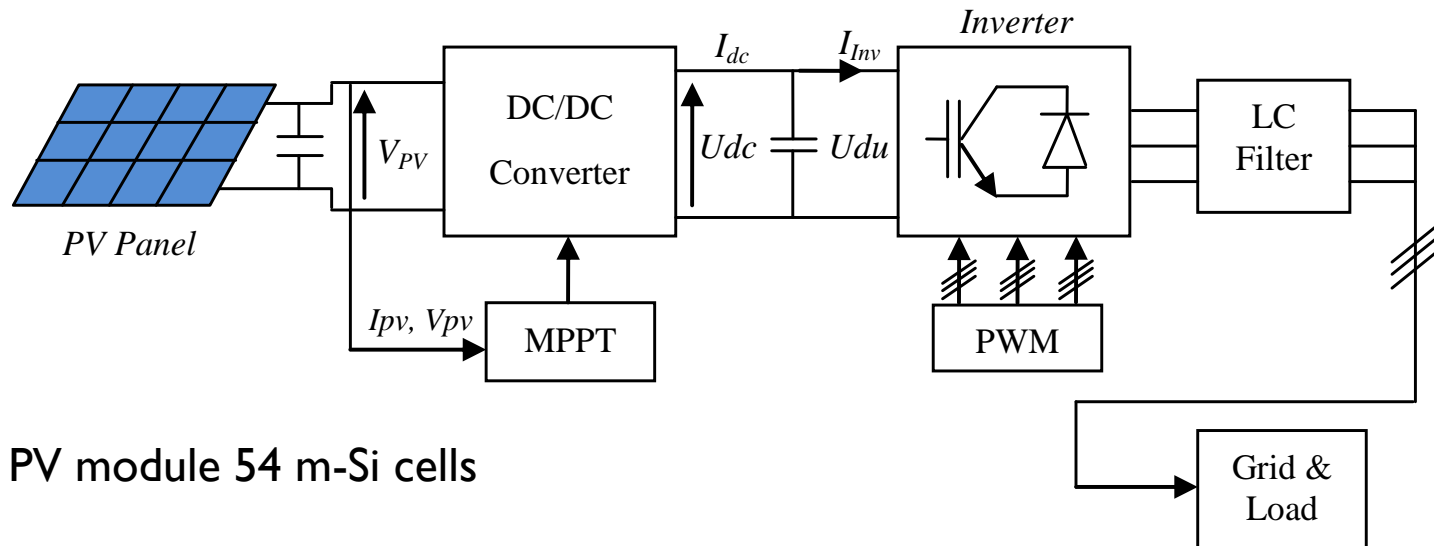 Inverter
I_dc
I_Inv
DC/DC
Converter
V_PV
Udc
Udu
LC
Filter
PV Panel
Ipv, Vpv
MPPT
PWM
PV module 54 m-Si cells
Grid &
Load